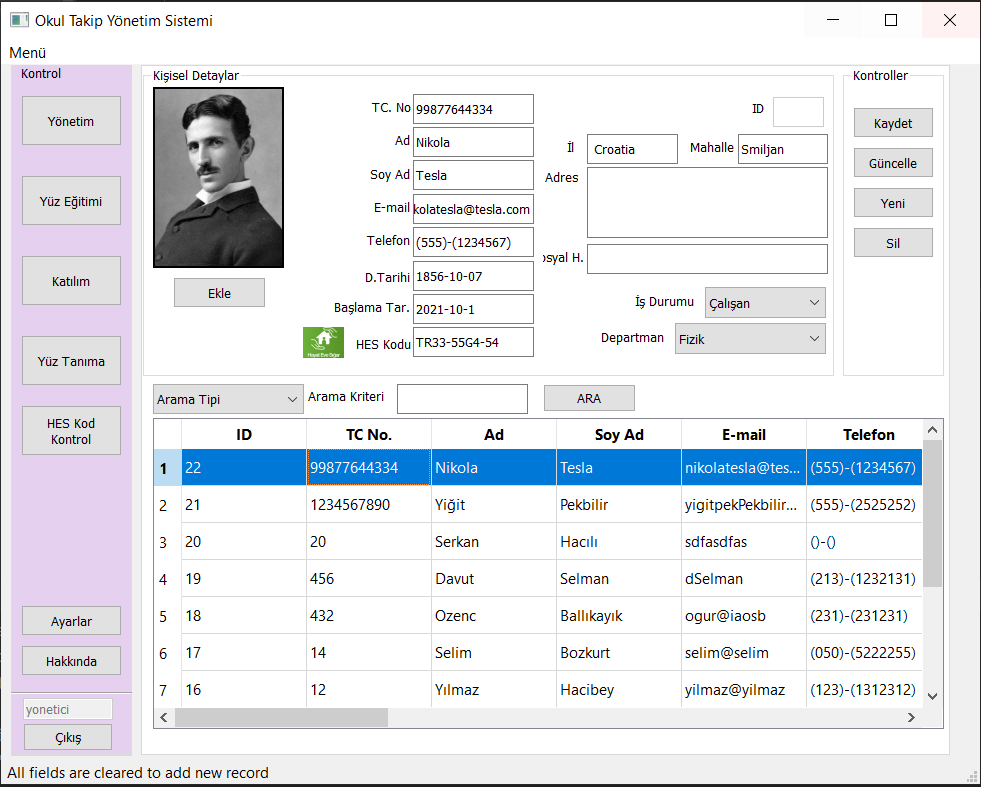 Okul Takip Yönetim Sistemi
Menü
Kontrol
Yönetim
Yüz Eğitimi
Katılım
Yüz Tanıma
HES Kod
Kontrol
Ayarlar
Hakkında
yonetici
Çıkış
Kişisel Detaylar
Ekle
TC. No 99877644334
Ad Nikola
Soy Ad Tesla
E-mail kolatesla@tesla.com
Telefon (555)-(1234567)
D.Tarihi 1856-10-07
Başlama Tar. 2021-10-1
Hayat Eve Sığar
HES Kodu TR33-55G4-54
ID
İl Croatia Mahalle Smiljan
Adres
osyal H.
İş Durumu Çalışan
Departman Fizik
Kontroller
Kaydet
Güncelle
Yeni
Sil
Arama Tipi Arama Kriteri ARA
ID TC No. Ad Soy Ad E-mail Telefon
1 22 99877644334 Nikola Tesla nikolatesla@tes... (555)-(1234567)
2 21 1234567890 Yiğit Pekbilir yigitpekPekbilir... (555)-(2525252)
3 20 20 Serkan Hacılı sdfasdfas ()-()
4 19 456 Davut Selman dSelman (213)-(1232131)
5 18 432 Ozenc Ballıkayık ogur@iaosb (231)-(231231)
6 17 14 Selim Bozkurt selim@selim (050)-(5222255)
7 16 12 Yılmaz Hacibey yilmaz@yilmaz (123)-(1312312)
All fields are cleared to add new record